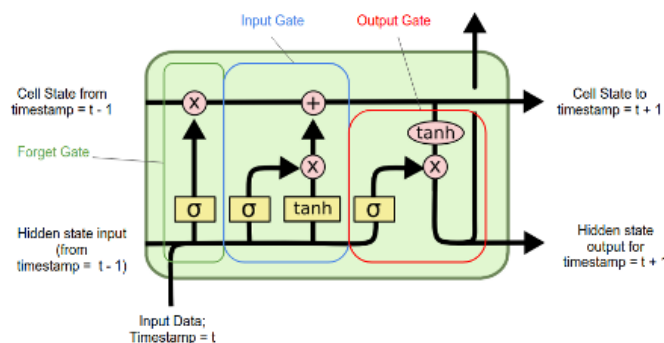 Input Gate
Output Gate
Cell State from
timestamp = t - 1
x
+
Cell State to
timestamp = t + 1
tanh
Forget Gate
x
x
σ
σ
tanh
σ
Hidden state input
(from
timestamp = t - 1)
Hidden state
output for
timestamp = t + 1
Input Data;
Timestamp = t